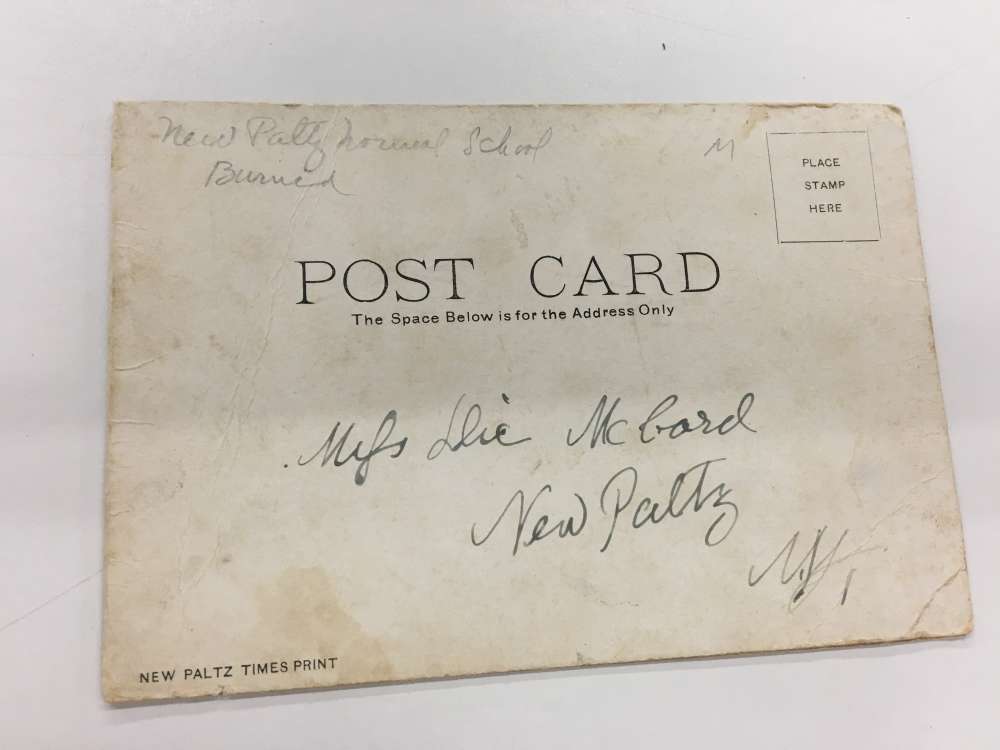 New Paltz Normal School
Burned
M
PLACE
STAMP
HERE
POST CARD
The Space Below is for the Address Only
Miss McCord
New Paltz
N.Y.
NEW PALTZ TIMES PRINT